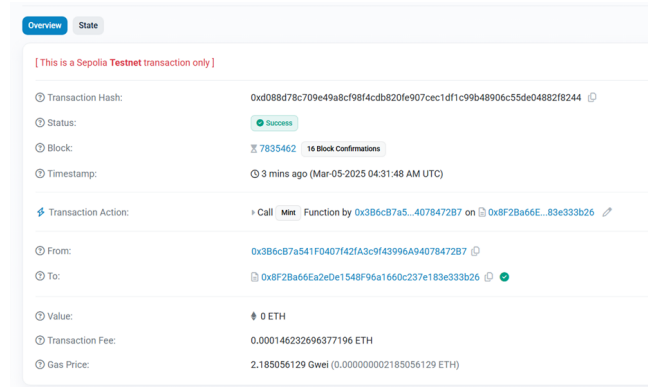 Overview State
[ This is a Sepolia Testnet transaction only ]
Transaction Hash: 0xd088d78c709e49a8cf98f4cdb820fe907cec1df1c99b48906c55de04882f8244
Status: Success
Block: 7835462 16 Block Confirmations
Timestamp: 3 mins ago (Mar-05-2025 04:31:48 AM UTC)
Transaction Action: Call Mint Function by 0x3B6cB7a5...4078472B7 on 0x8F2Ba66E...83e333b26
From: 0x3B6cB7a541F0407f42fA3c9f43996A94078472B7
To: 0x8F2Ba66Ea2eDe1548F96a1660c237e183e333b26
Value: 0 ETH
Transaction Fee: 0.000146232696377196 ETH
Gas Price: 2.185056129 Gwei (0.000000002185056129 ETH)